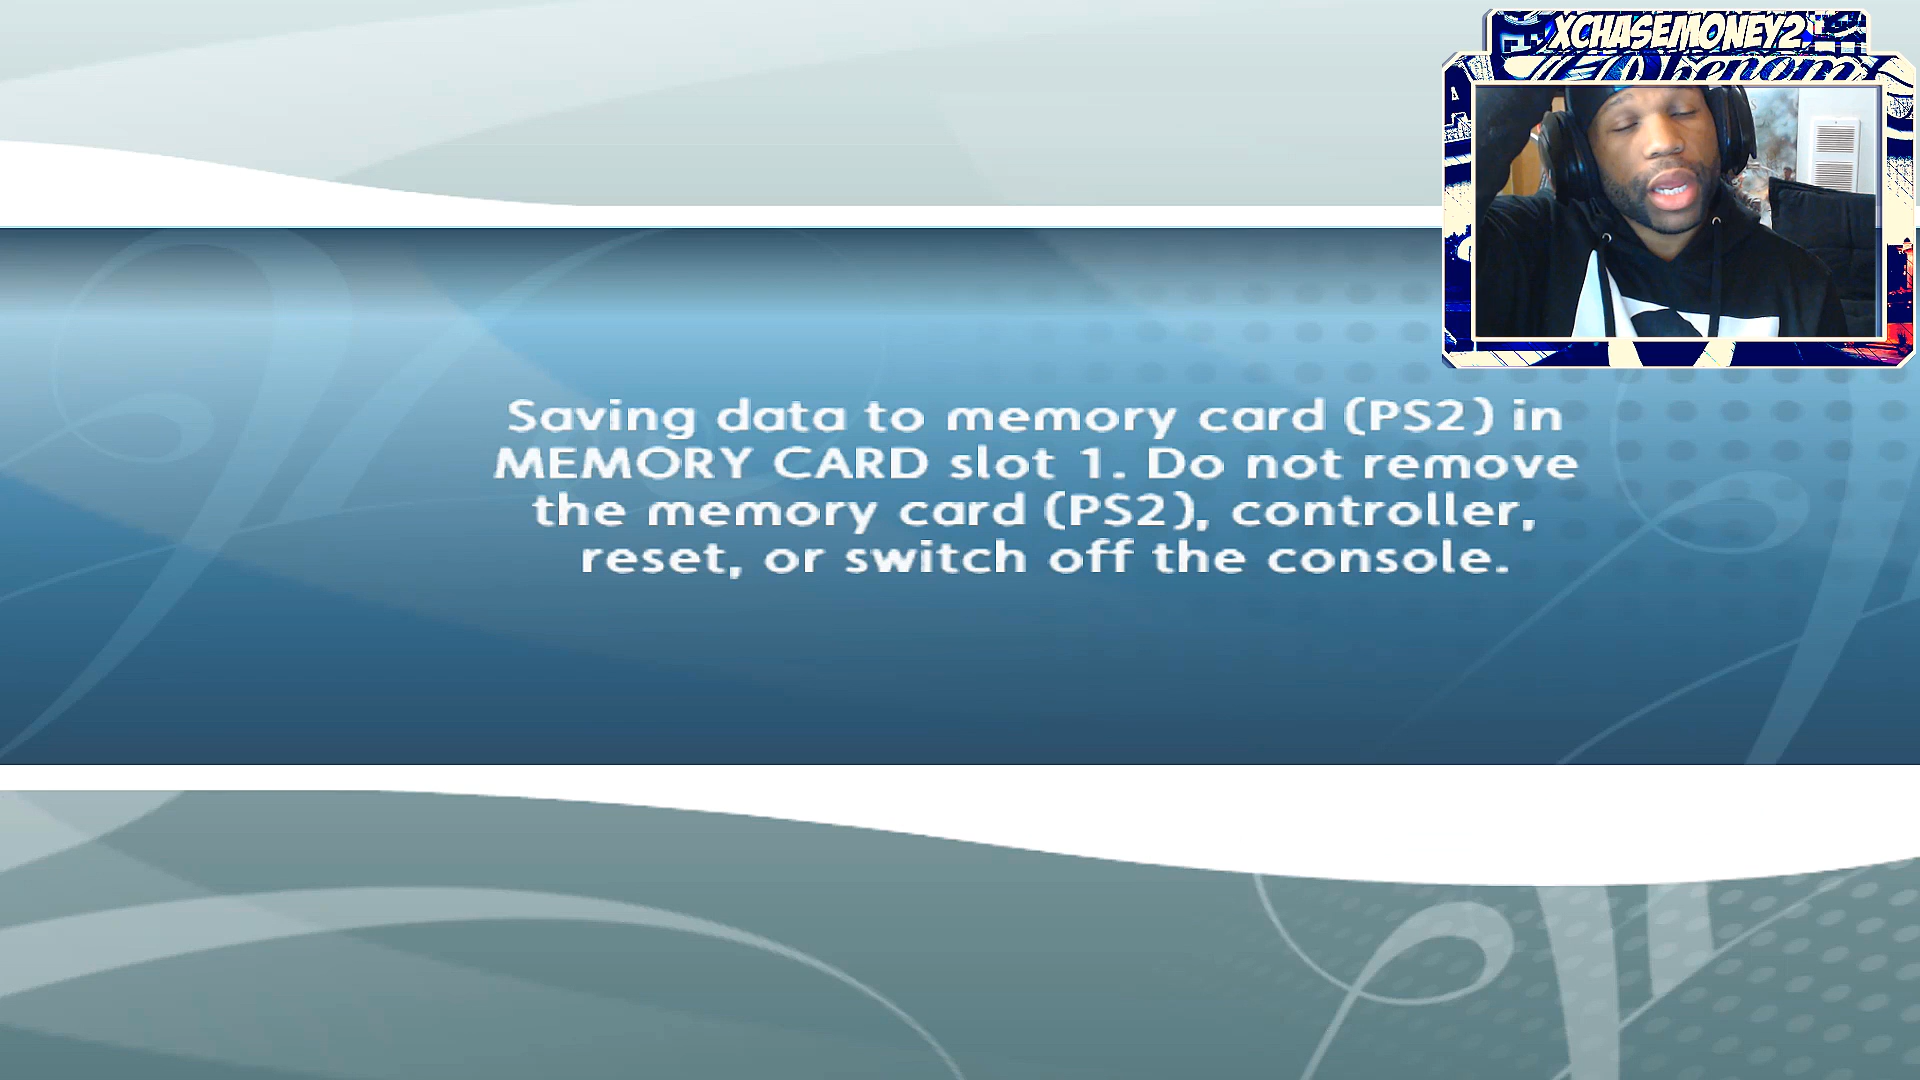 XCHASEMONEY2
Phenom
Saving data to memory card (PS2) in
MEMORY CARD slot 1. Do not remove
the memory card (PS2), controller,
reset, or switch off the console.